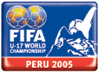 FIFA
U-17 WORLD
CHAMPIONSHIP
PERU 2005